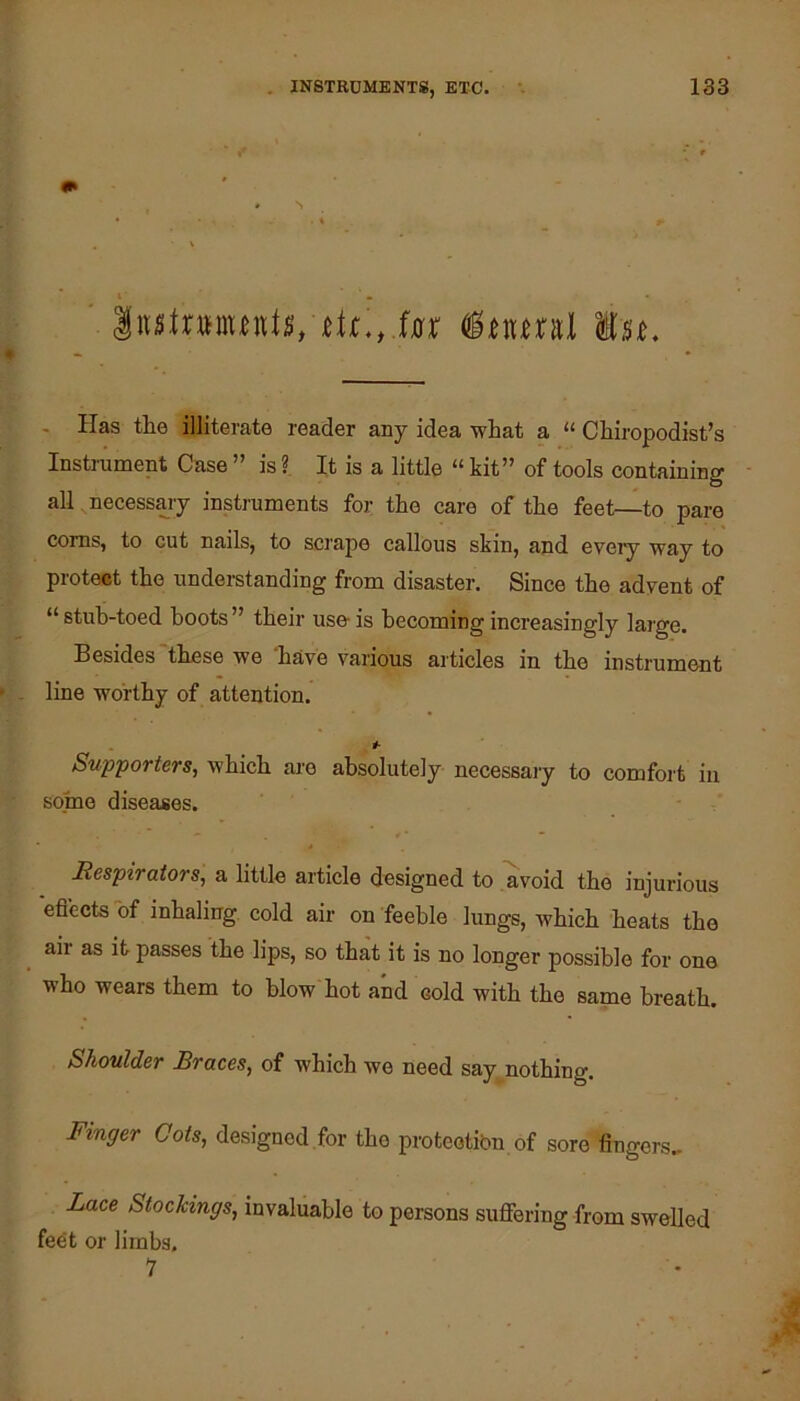 INSTRUMENTS, ETC. 133
Instruments, etc., for General Use.
Has the illiterate reader any idea what a “ Chiropodist’s
Instrument Case ” is ? It is a little “ kit” of tools containing
all necessary instruments for the care of the feet—to pare
corns, to cut nails, to scrape callous skin, and every way to
protect the understanding from disaster. Since the advent of
“ stub-toed boots ” their use is becoming increasingly large.
Besides these we have various articles in the instrument
line worthy of attention.
Supporters, which are absolutely necessary to comfort in
some diseases.
Respirators, a little article designed to avoid the injurious
effects of inhaling cold air on feeble lungs, which heats the
air as it passes the lips, so that it is no longer possible for one
who wears them to blow hot and cold with the same breath.
Shoulder Braces, of which we need say nothing.
Finger Cots, designed for the protection of sore fingers.
Lace Stockings, invaluable to persons suffering from swelled
feet or limbs.
7